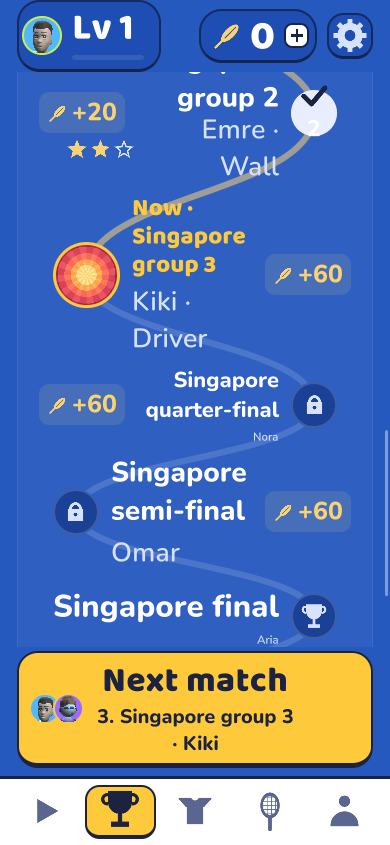 Lv 1
0
group 2
+20
Emre ·
Wall
2
Now ·
Singapore
group 3
+60
Kiki ·
Driver
Singapore
quarter-final
+60
Nora
Singapore
semi-final
+60
Omar
Singapore final
Aria
Next match
3. Singapore group 3
· Kiki